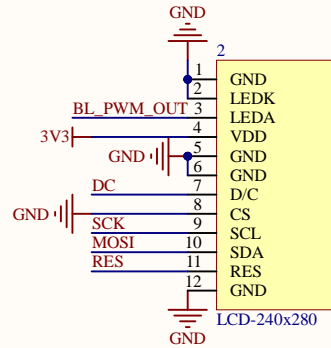 GND
2
1 GND
2 LEDK
BL_PWM_OUT 3 LEDA
3V3 4 VDD
GND 5 GND
6 GND
DC 7 D/C
GND 8 CS
SCK 9 SCL
MOSI 10 SDA
RES 11 RES
12 GND
LCD-240x280
GND